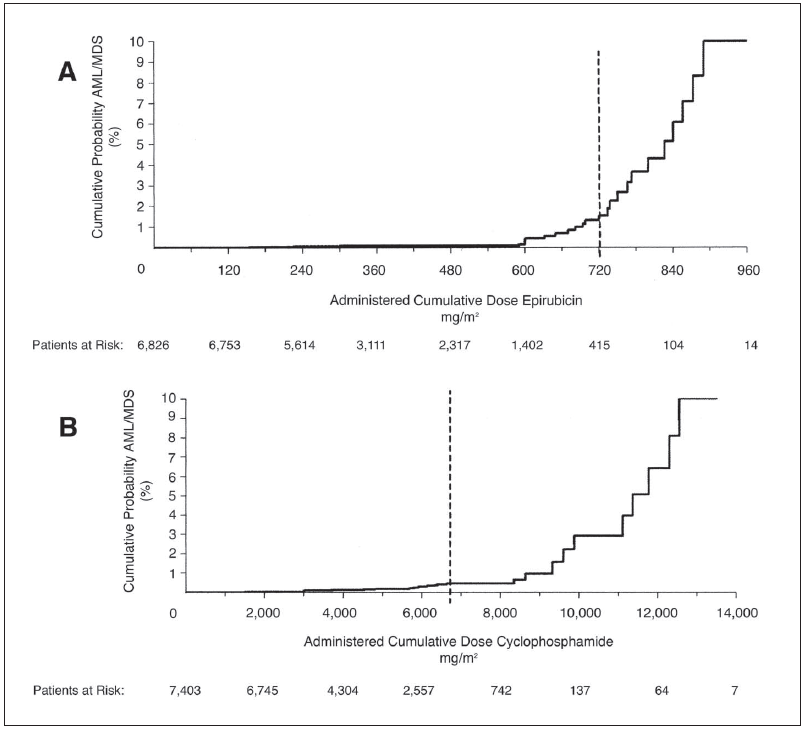 A
Cumulative Probability AML/MDS
(%)
10
9
8
7
6
5
4
3
2
1
0 120 240 360 480 600 720 840 960
Administered Cumulative Dose Epirubicin
mg/m²
Patients at Risk: 6,826 6,753 5,614 3,111 2,317 1,402 415 104 14
B
Cumulative Probability AML/MDS
(%)
10
9
8
7
6
5
4
3
2
1
0 2,000 4,000 6,000 8,000 10,000 12,000 14,000
Administered Cumulative Dose Cyclophosphamide
mg/m²
Patients at Risk: 7,403 6,745 4,304 2,557 742 137 64 7